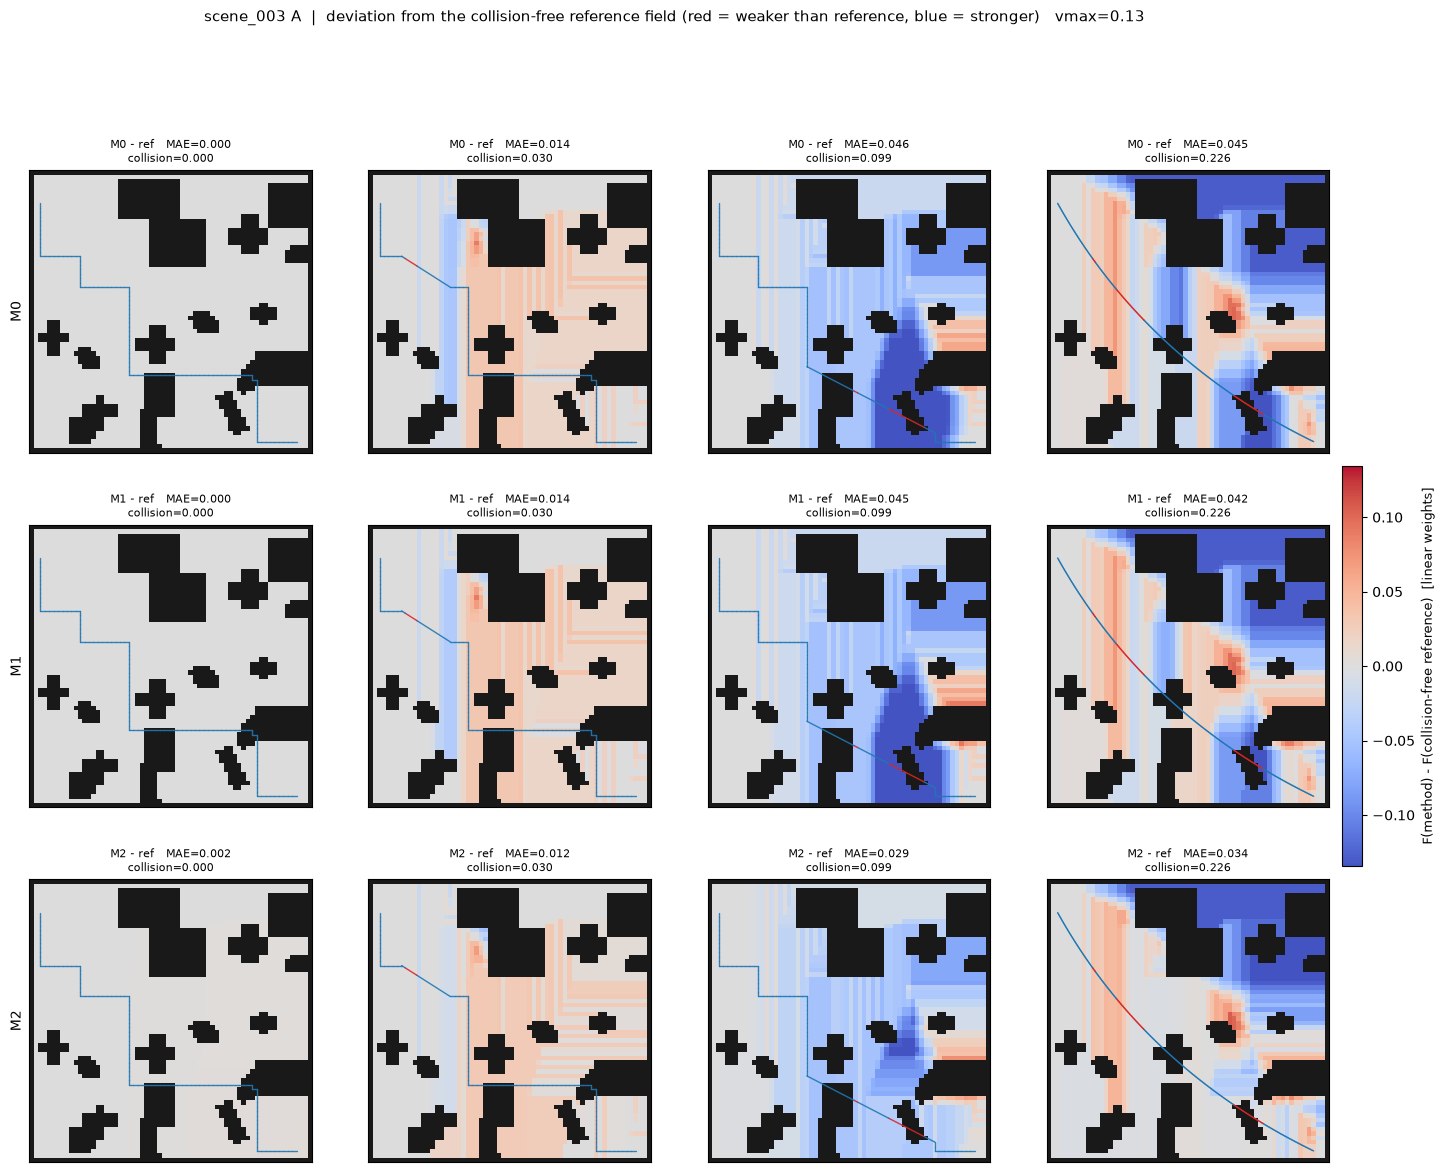 scene_003 A | deviation from the collision-free reference field (red = weaker than reference, blue = stronger) vmax=0.13
M0 - ref MAE=0.000
collision=0.000
M0 - ref MAE=0.014
collision=0.030
M0 - ref MAE=0.046
collision=0.099
M0 - ref MAE=0.045
collision=0.226
M0
M1 - ref MAE=0.000
collision=0.000
M1 - ref MAE=0.014
collision=0.030
M1 - ref MAE=0.045
collision=0.099
M1 - ref MAE=0.042
collision=0.226
M1
M2 - ref MAE=0.002
collision=0.000
M2 - ref MAE=0.012
collision=0.030
M2 - ref MAE=0.029
collision=0.099
M2 - ref MAE=0.034
collision=0.226
M2
0.10
0.05
0.00
−0.05
−0.10
F(method) - F(collision-free reference) [linear weights]